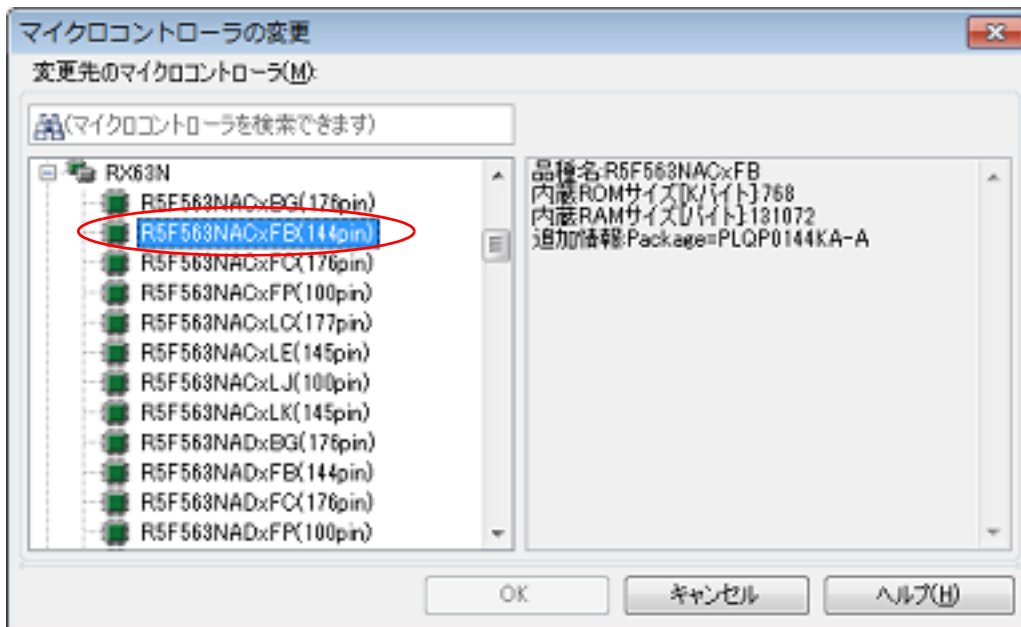 マイクロコントローラの変更
変更先のマイクロコントローラ(M):
(マイクロコントローラを検索できます)
RX63N
R5F563NACxBG(176pin)
R5F563NACxFB(144pin)
R5F563NACxFC(176pin)
R5F563NACxFP(100pin)
R5F563NACxLC(177pin)
R5F563NACxLE(145pin)
R5F563NACxLJ(100pin)
R5F563NACxLK(145pin)
R5F563NADxBG(176pin)
R5F563NADxFB(144pin)
R5F563NADxFC(176pin)
R5F563NADxFP(100pin)
品種名:R5F563NACxFB
内蔵ROMサイズ[Kバイト]:768
内蔵RAMサイズ[バイト]:131072
追加情報:Package=PLQP0144KA-A
OK
キャンセル
ヘルプ(H)